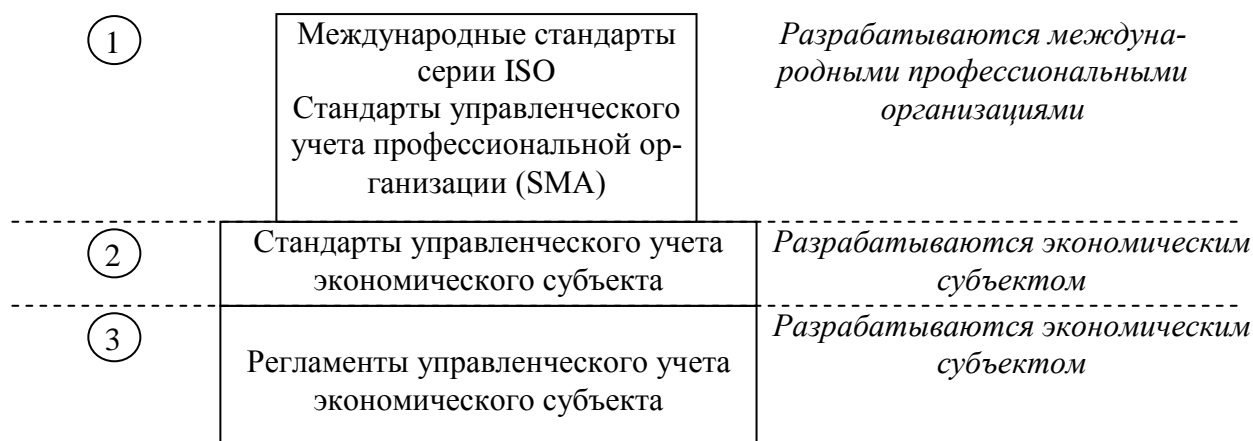 1
Международные стандарты
серии ISO
Стандарты управленческого
учета профессиональной ор-
ганизации (SMA)
Разрабатываются междуна-
родными профессиональными
организациями
2
Стандарты управленческого учета
экономического субъекта
Разрабатываются экономическим
субъектом
3
Регламенты управленческого учета
экономического субъекта
Разрабатываются экономическим
субъектом